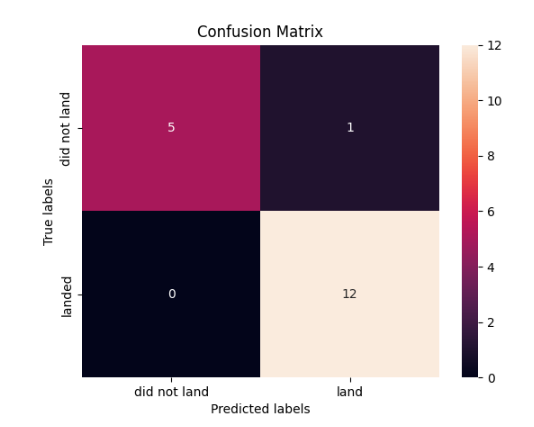 Confusion Matrix
True labels
did not land
landed
5
1
0
12
did not land
land
Predicted labels
12
10
8
6
4
2
0